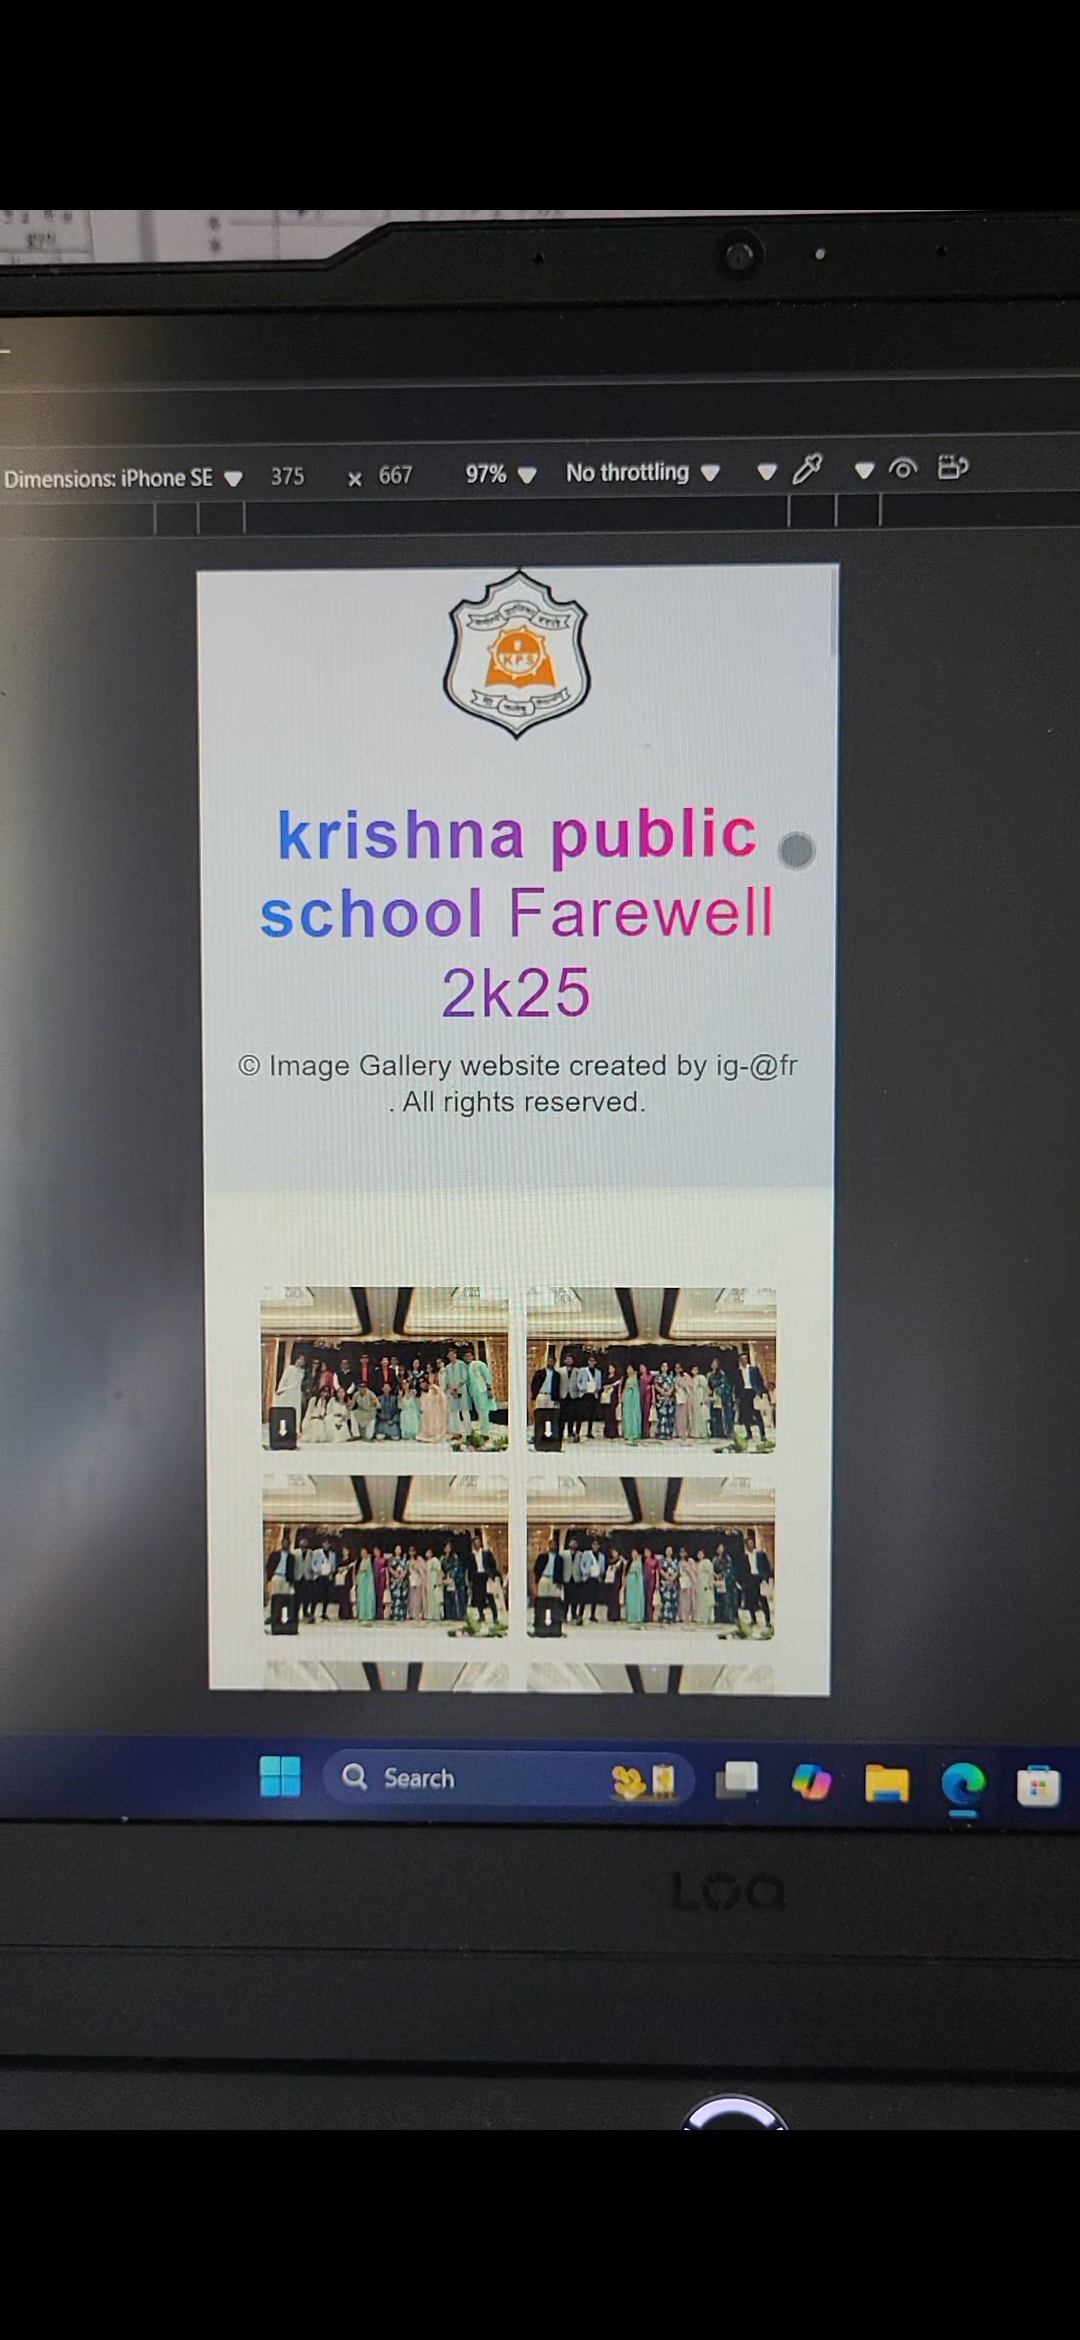 Dimensions: iPhone SE 375 x 667 97% No throttling
KPS
krishna public
school Farewell
2k25
© Image Gallery website created by ig-@fr
. All rights reserved.
Search
LOQ